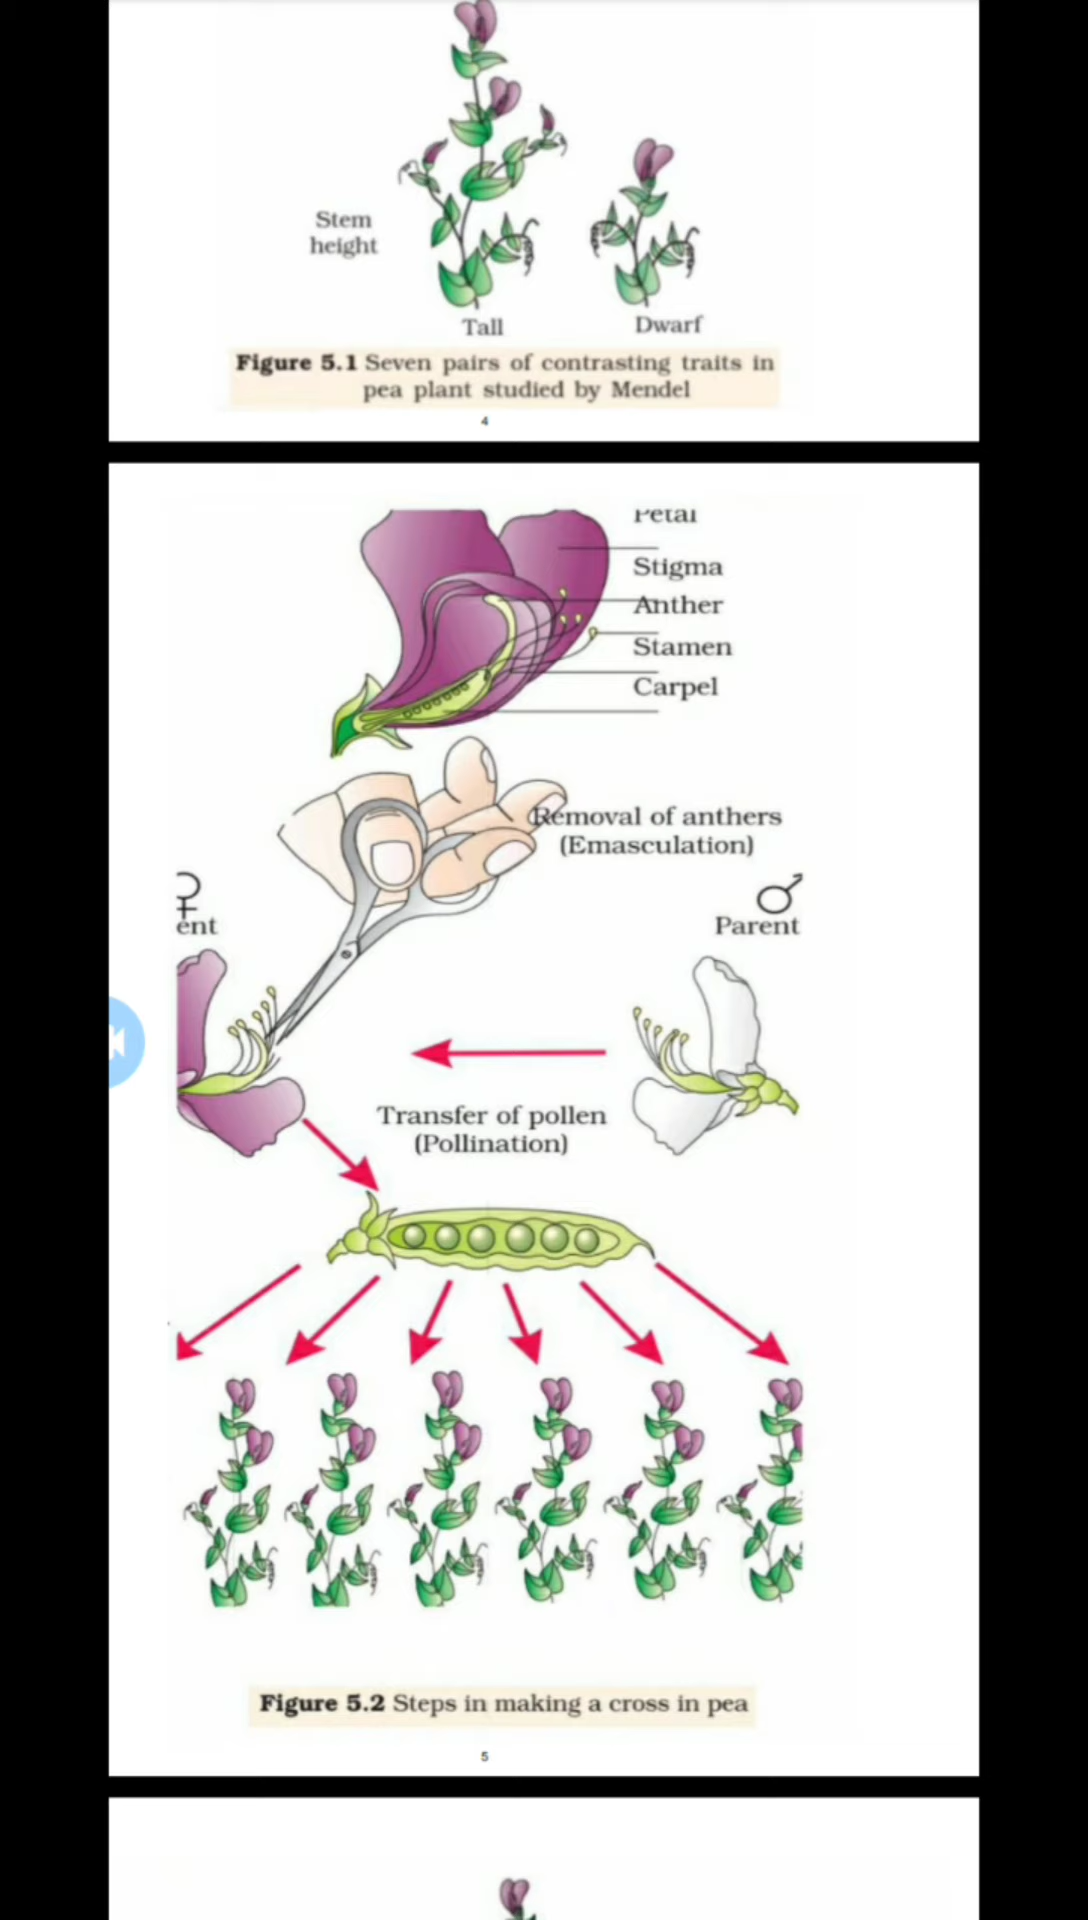 Stem
height
Tall
Dwarf
Figure 5.1 Seven pairs of contrasting traits in
pea plant studied by Mendel
4
Petal
Stigma
Anther
Stamen
Carpel
Removal of anthers
(Emasculation)
♀
ent
♂
Parent
Transfer of pollen
(Pollination)
Figure 5.2 Steps in making a cross in pea
5